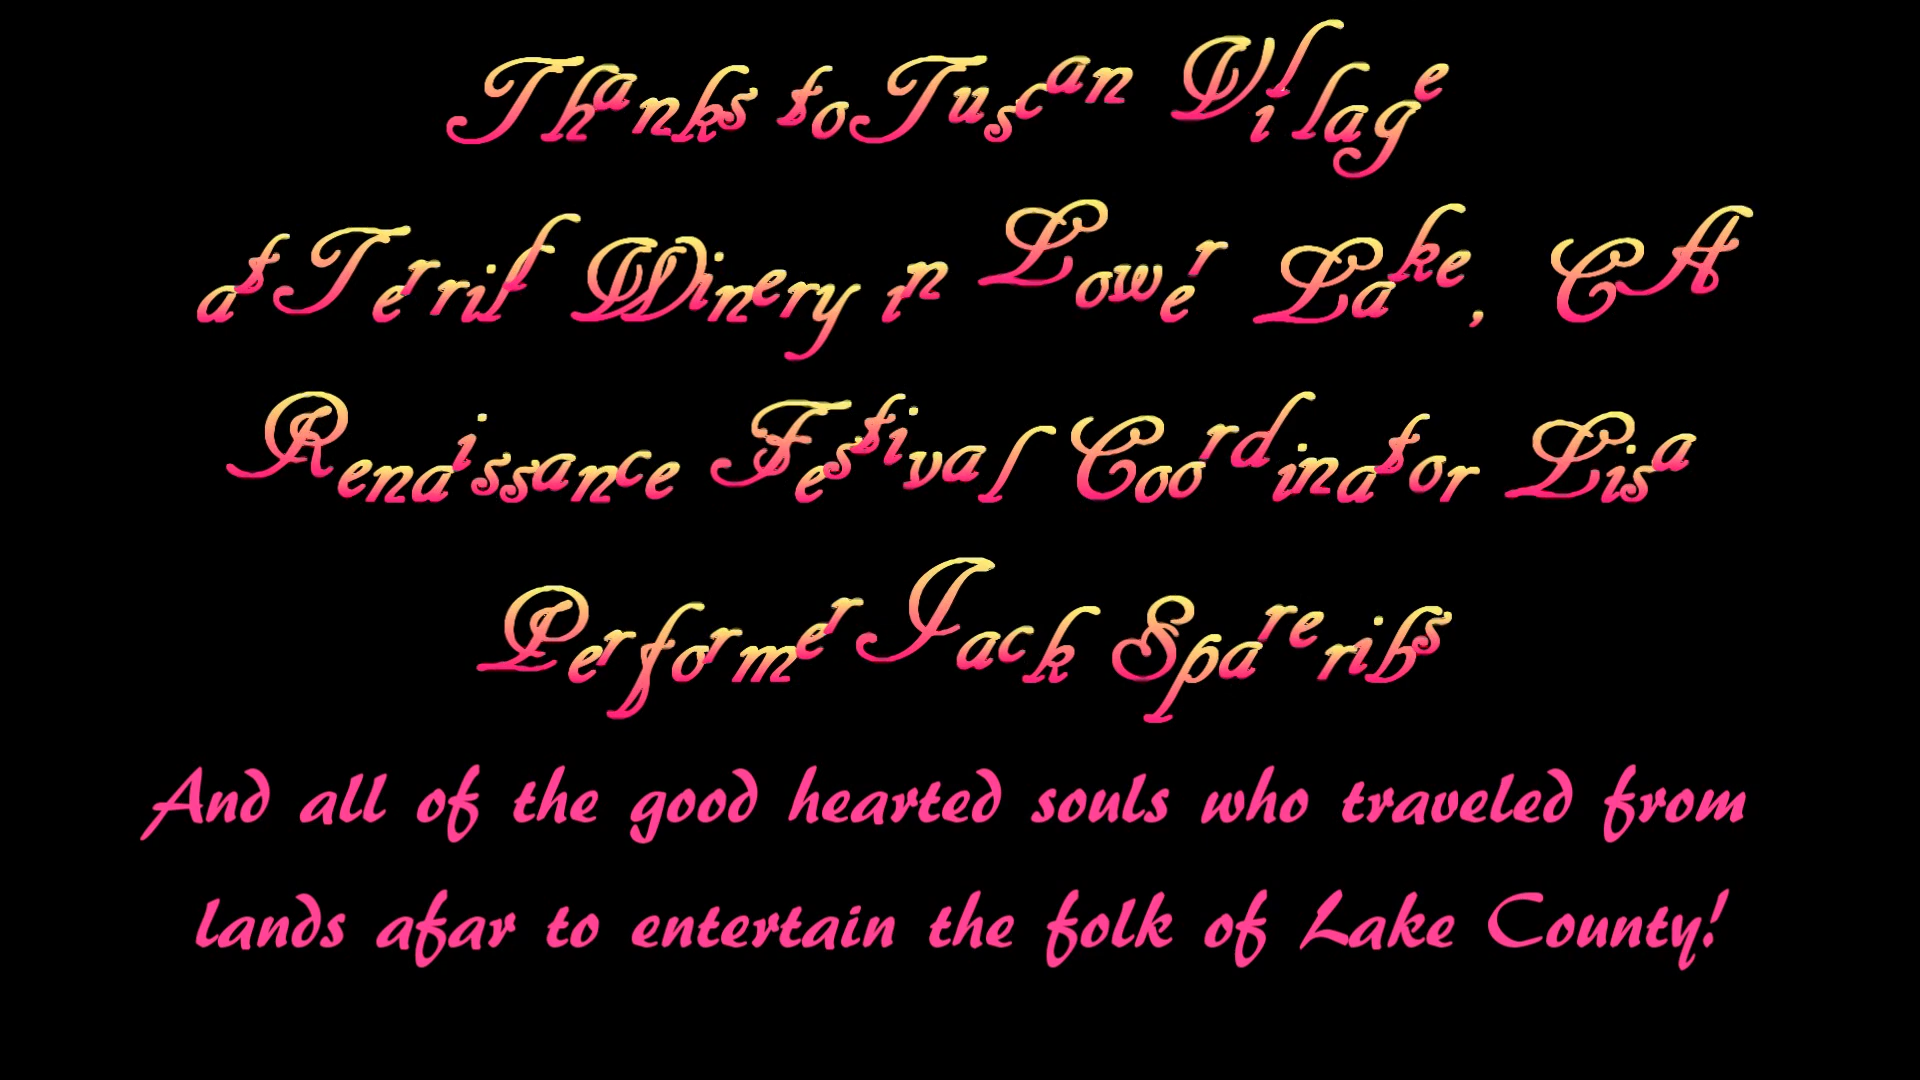 Thanks to Tuscan Village
at Terril Winery in Lower Lake, CA
Renaissance Festival Coordinator Lisa
Performer Jack Spareribs
And all of the good hearted souls who traveled from
lands afar to entertain the folk of Lake County!